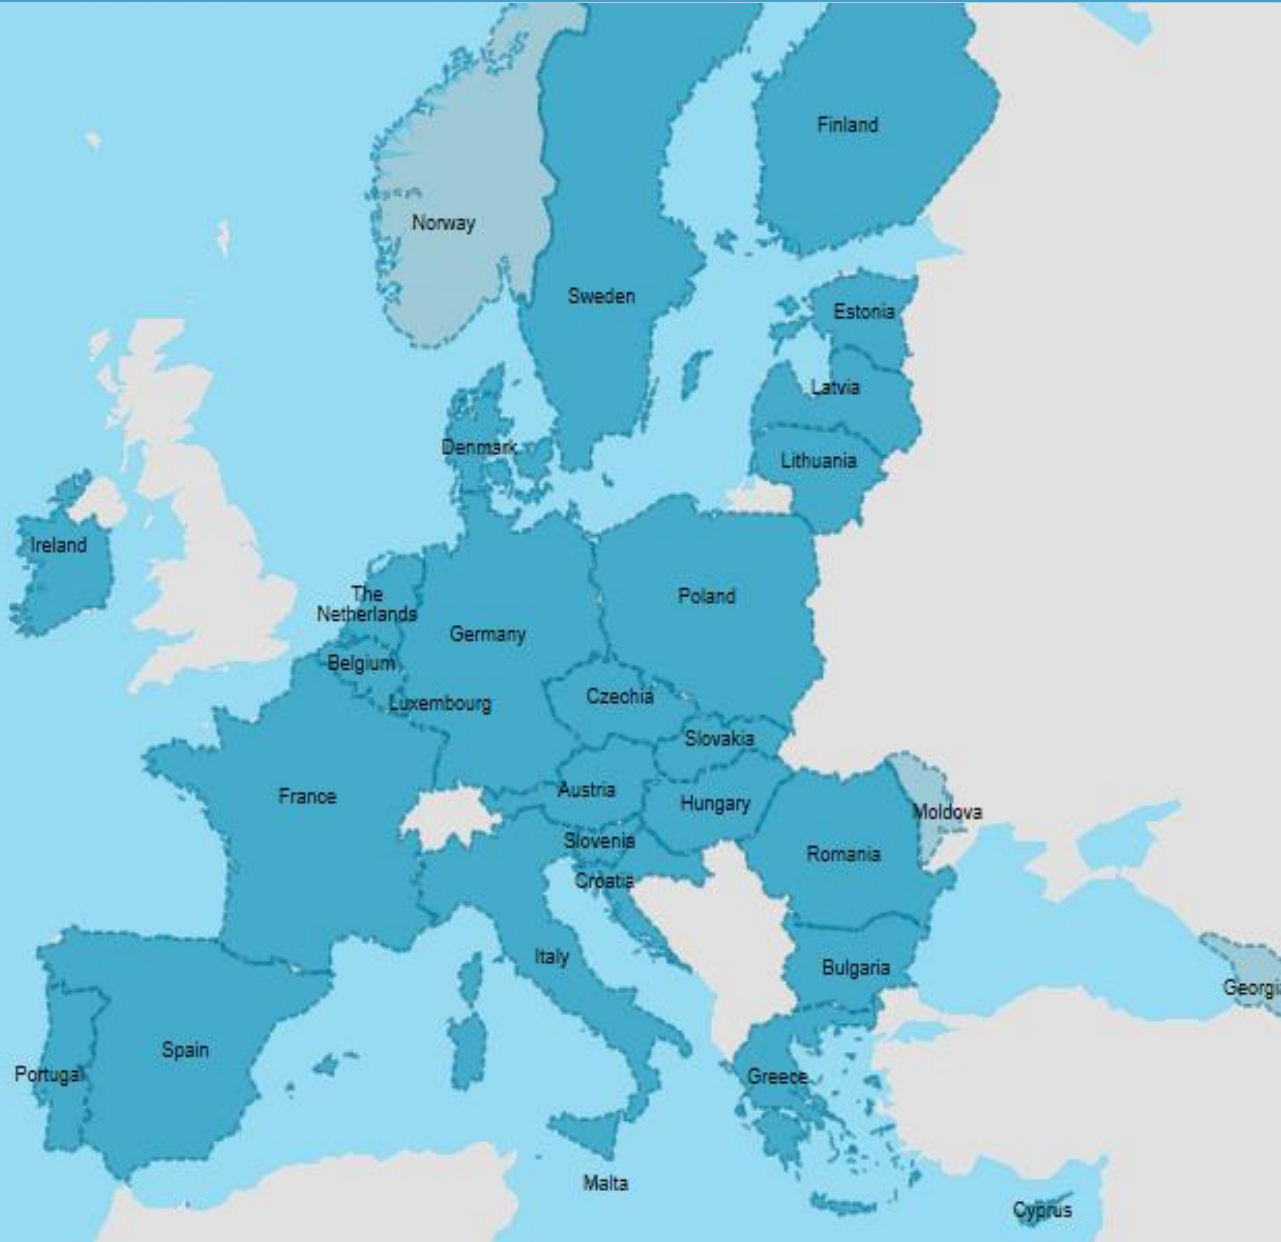 Finland
Norway
Sweden
Estonia
Latvia
Denmark
Lithuania
Ireland
The
Netherlands
Poland
Germany
Belgium
Czechia
Luxembourg
Slovakia
Austria
France
Hungary
Moldova
Slovenia
Romania
Croatia
Italy
Bulgaria
Georgi
Spain
Portugal
Greece
Malta
Cyprus